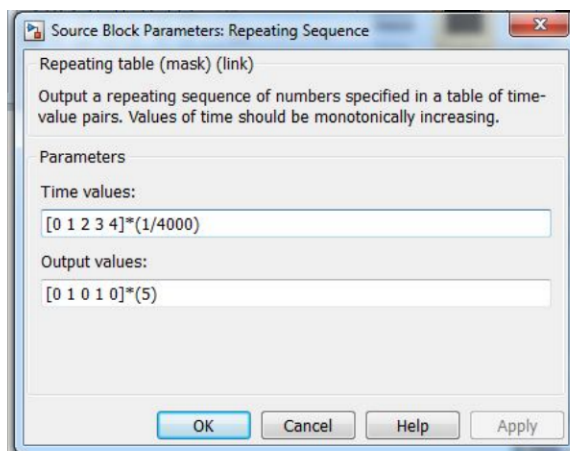 Source Block Parameters: Repeating Sequence
Repeating table (mask) (link)
Output a repeating sequence of numbers specified in a table of time-
value pairs. Values of time should be monotonically increasing.
Parameters
Time values:
[0 1 2 3 4]*(1/4000)
Output values:
[0 1 0 1 0]*(5)
OK Cancel Help Apply